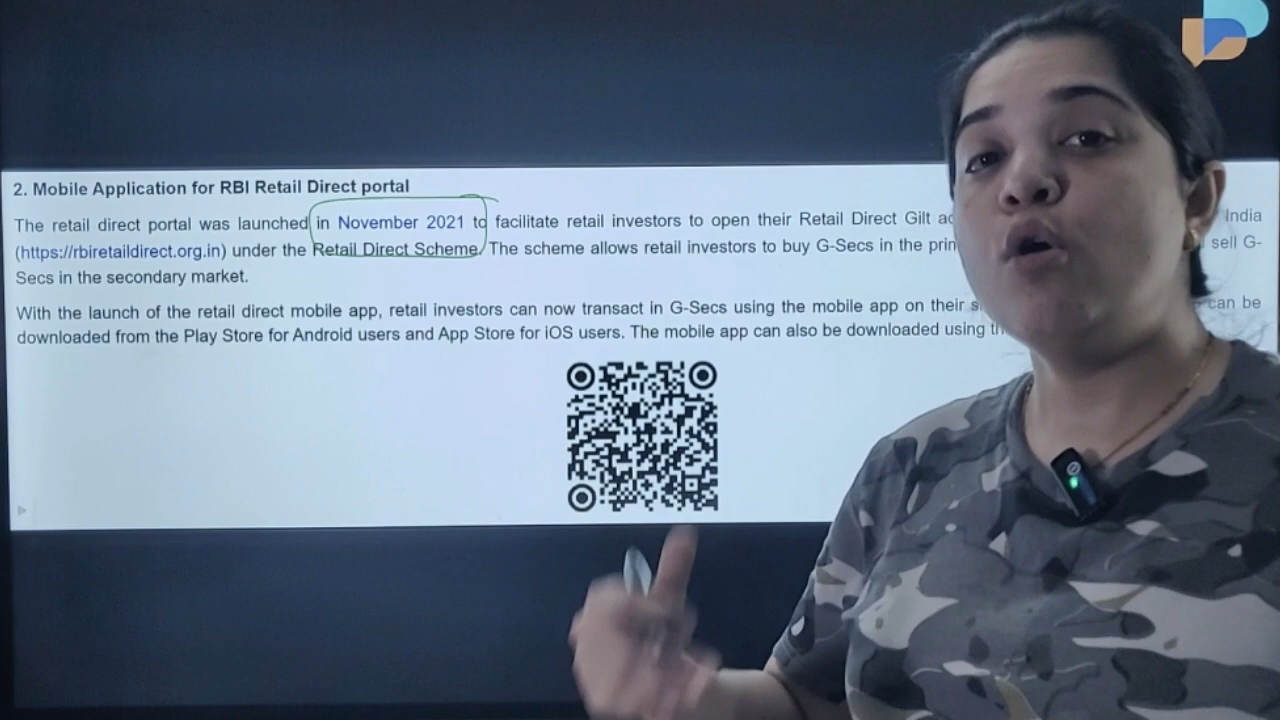 2. Mobile Application for RBI Retail Direct portal
The retail direct portal was launched in November 2021 to facilitate retail investors to open their Retail Direct Gilt India
(https://rbiretaildirect.org.in) under the Retail Direct Scheme. The scheme allows retail investors to buy G-Secs in the sell G-
Secs in the secondary market.
With the launch of the retail direct mobile app, retail investors can now transact in G-Secs using the mobile app on their can be
downloaded from the Play Store for Android users and App Store for iOS users. The mobile app can also be downloaded using